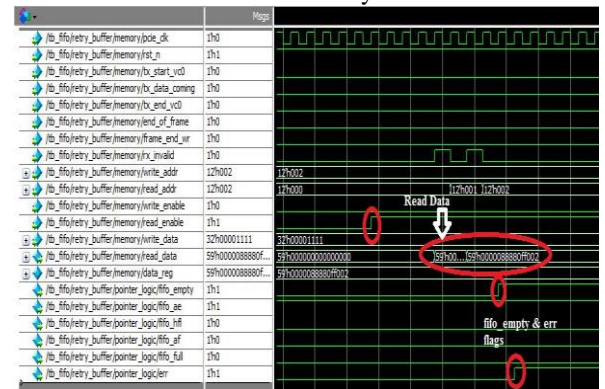 Msgs
/tb_fifo/retry_buffer/memory/pcie_clk 1'h0
/tb_fifo/retry_buffer/memory/rst_n 1'h1
/tb_fifo/retry_buffer/memory/tx_start_vc0 1'h0
/tb_fifo/retry_buffer/memory/tx_data_coming 1'h0
/tb_fifo/retry_buffer/memory/tx_end_vc0 1'h0
/tb_fifo/retry_buffer/memory/end_of_frame 1'h0
/tb_fifo/retry_buffer/memory/frame_end_wr 1'h0
/tb_fifo/retry_buffer/memory/rx_invalid 1'h0
/tb_fifo/retry_buffer/memory/write_addr 12'h002 12'h002
/tb_fifo/retry_buffer/memory/read_addr 12'h002 12'h000 12'h001 12'h002
/tb_fifo/retry_buffer/memory/write_enable 1'h0
Read Data
/tb_fifo/retry_buffer/memory/read_enable 1'h1
/tb_fifo/retry_buffer/memory/write_data 32'h00001111 32'h00001111
/tb_fifo/retry_buffer/memory/read_data 59'h0000088880f... 59'h000000000000000 59'h00... 59'h0000088880ff002
/tb_fifo/retry_buffer/memory/data_reg 59'h0000088880f... 59'h0000088880ff002
/tb_fifo/retry_buffer/pointer_logic/fifo_empty 1'h1
/tb_fifo/retry_buffer/pointer_logic/fifo_ae 1'h1
/tb_fifo/retry_buffer/pointer_logic/fifo_hfl 1'h0
/tb_fifo/retry_buffer/pointer_logic/fifo_af 1'h0
/tb_fifo/retry_buffer/pointer_logic/fifo_full 1'h0
/tb_fifo/retry_buffer/pointer_logic/err 1'h1
fifo_empty & err
flags